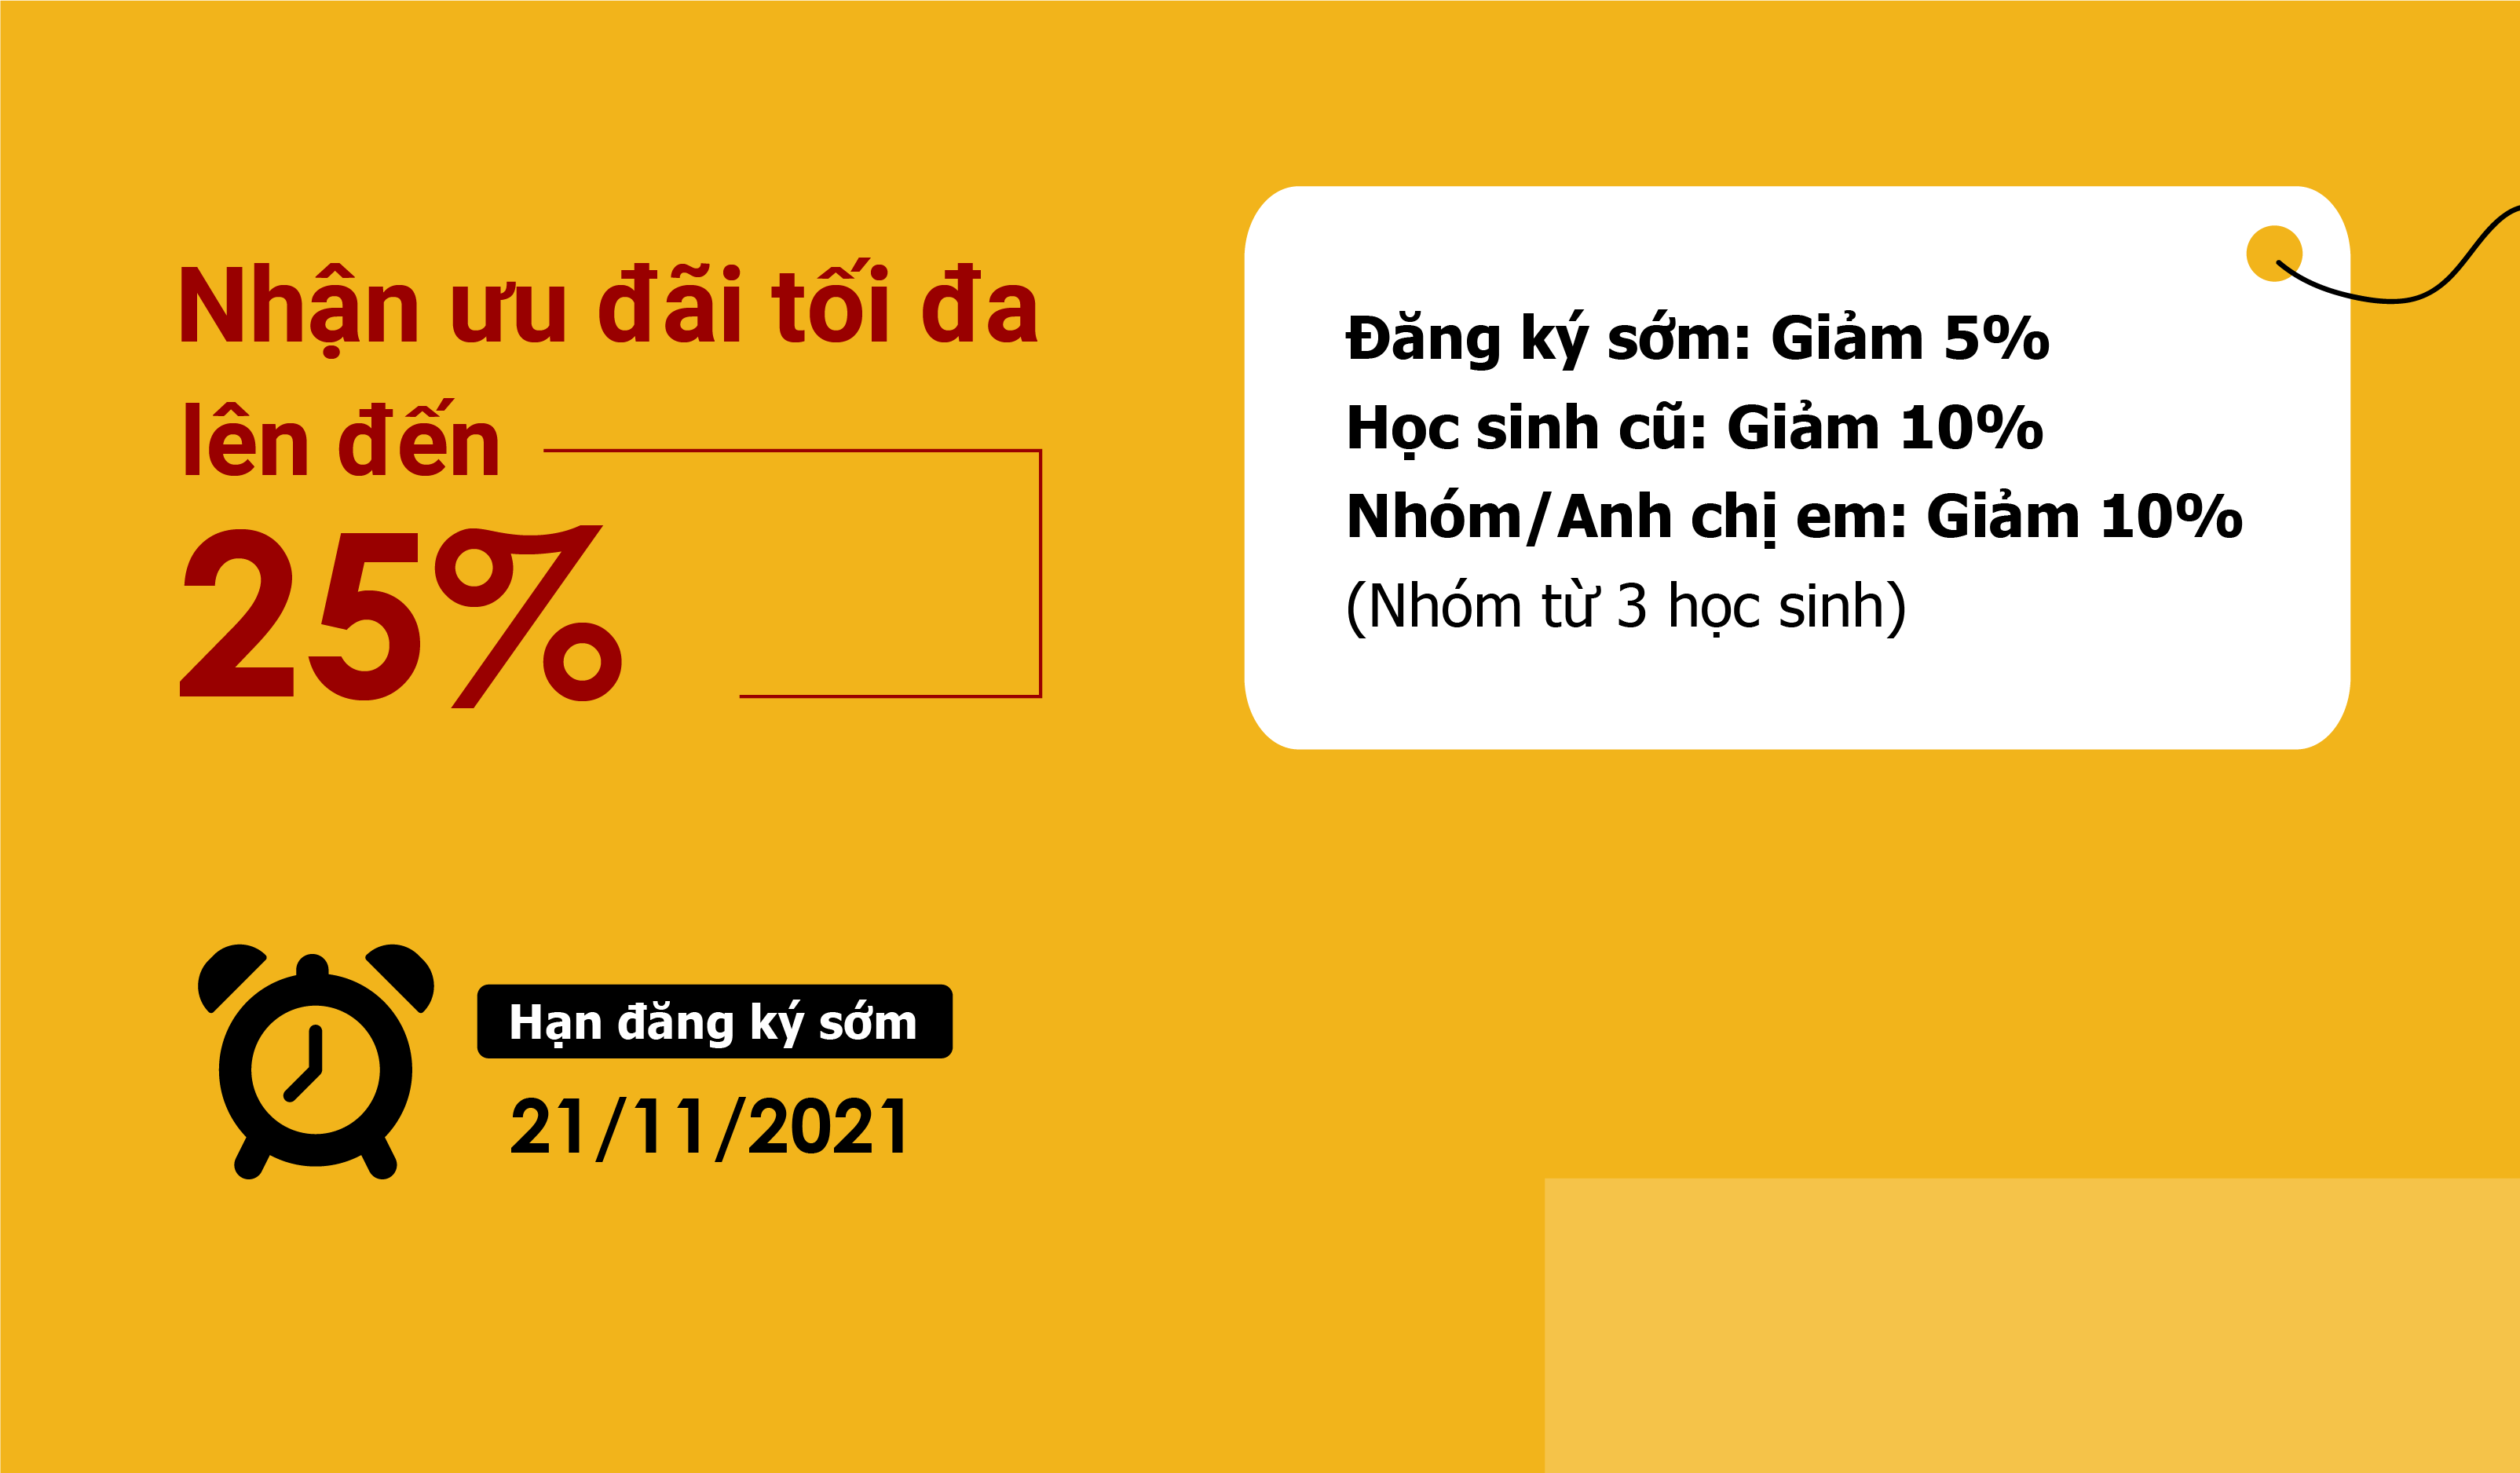 Nhận ưu đãi tối đa
lên đến
25%
Đăng ký sớm: Giảm 5%
Học sinh cũ: Giảm 10%
Nhóm/Anh chị em: Giảm 10%
(Nhóm từ 3 học sinh)
Hạn đăng ký sớm
21/11/2021